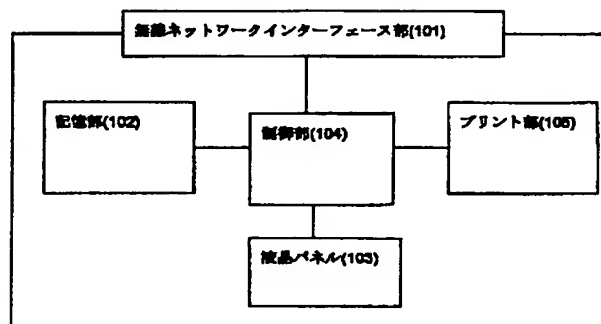 無線ネットワークインターフェース部(101)
記憶部(102)
制御部(104)
プリント部(105)
液晶パネル(103)